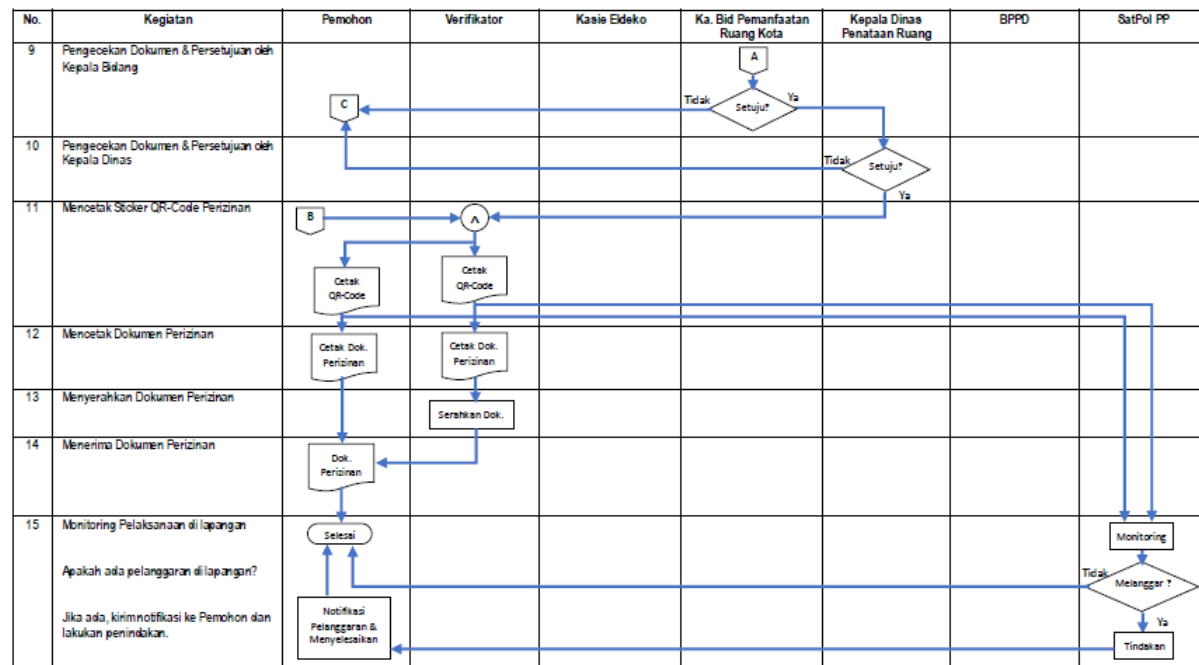 No. Kegiatan Pemohon Verifikator Kasie Ekdeko Ka. Bid Pemanfaatan Kepala Dinas BPPD SatPol PP
Ruang Kota Penataan Ruang
9 Pengecekan Dokumen & Persetujuan oleh
Kepala Bidang
A
Tidak Setuju? Ya
C
10 Pengecekan Dokumen & Persetujuan oleh
Kepala Dinas
Tidak Setuju?
Ya
11 Mencetak Sticker QR-Code Perizinan
B ^
Cetak
QR-Code
Cetak
QR-Code
12 Mencetak Dokumen Perizinan
Cetak Dok.
Perizinan
Cetak Dok.
Perizinan
13 Menyerahkan Dokumen Perizinan
Serahkan Dok.
14 Menerima Dokumen Perizinan
Dok.
Perizinan
15 Monitoring Pelaksanaan di lapangan
Selesai
Monitoring
Apakah ada pelanggaran di lapangan?
Tidak Melanggar ?
Ya
Jika ada, kirim notifikasi ke Pemohon dan
lakukan penindakan.
Notifikasi
Pelanggaran &
Menyelesaikan
Tindakan